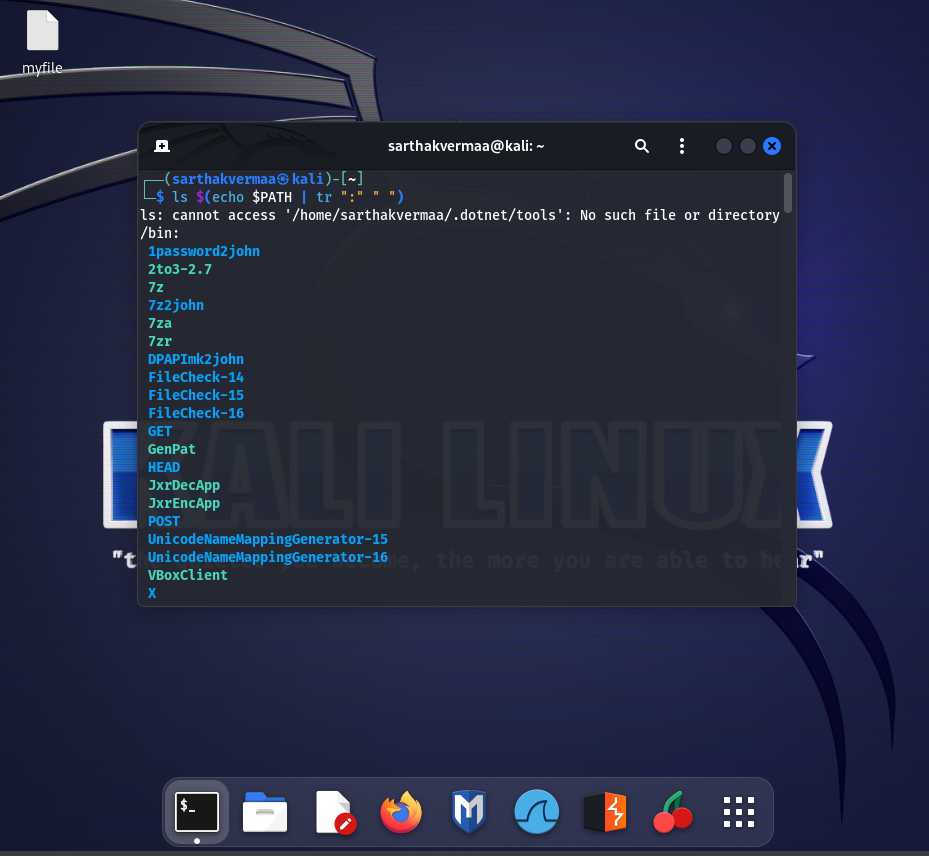 myfile
sarthakvermaa@kali: ~
┌──(sarthakvermaa㉿kali)-[~]
└─$ ls $(echo $PATH | tr ":" " ")
ls: cannot access '/home/sarthakvermaa/.dotnet/tools': No such file or directory
/bin:
1password2john
2to3-2.7
7z
7z2john
7za
7zr
DPAPImk2john
FileCheck-14
FileCheck-15
FileCheck-16
GET
GenPat
HEAD
JxrDecApp
JxrEncApp
POST
UnicodeNameMappingGenerator-15
UnicodeNameMappingGenerator-16
VBoxClient
X
KALI LINUX
the more you are able to hear"
$_
M